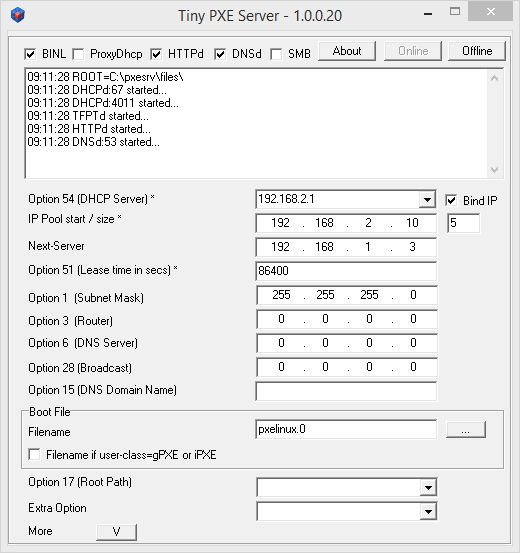 Tiny PXE Server - 1.0.0.20
BINL ProxyDhcp HTTPd DNSd SMB About Online Offline
09:11:28 ROOT=C:\pxesrv\files\
09:11:28 DHCPd:67 started...
09:11:28 DHCPd:4011 started...
09:11:28 TFPTd started...
09:11:28 HTTPd started...
09:11:28 DNSd:53 started...
Option 54 (DHCP Server) * 192.168.2.1 Bind IP
IP Pool start / size * 192 . 168 . 2 . 10 5
Next-Server 192 . 168 . 1 . 3
Option 51 (Lease time in secs) * 86400
Option 1 (Subnet Mask) 255 . 255 . 255 . 0
Option 3 (Router) 0 . 0 . 0 . 0
Option 6 (DNS Server) 0 . 0 . 0 . 0
Option 28 (Broadcast) 0 . 0 . 0 . 0
Option 15 (DNS Domain Name)
Boot File
Filename pxelinux.0 ...
Filename if user-class=gPXE or iPXE
Option 17 (Root Path)
Extra Option
More V